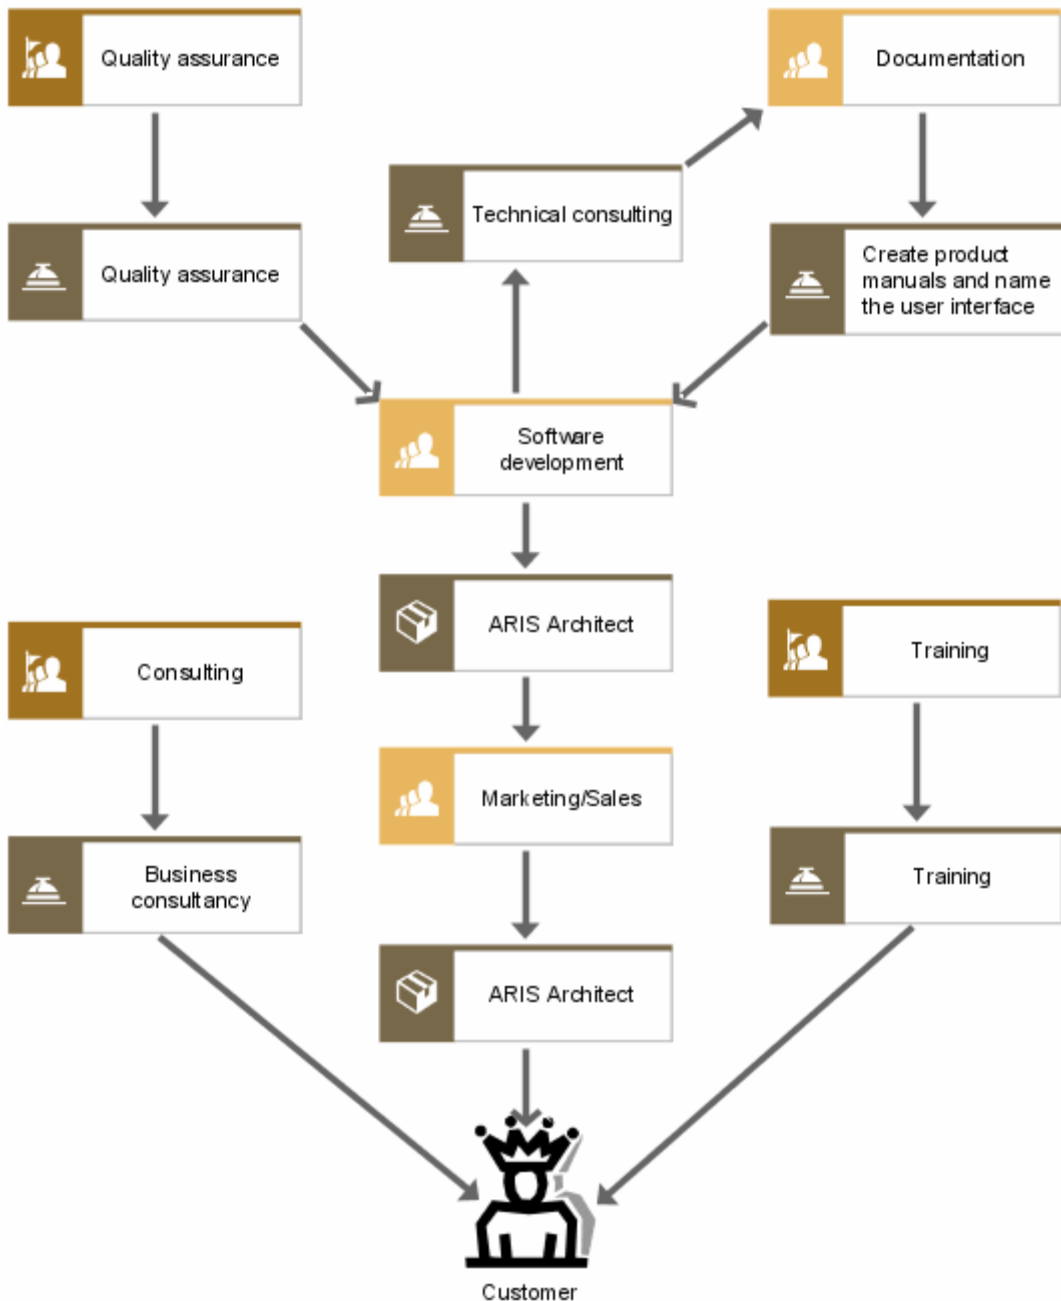 Quality assurance
Documentation
Technical consulting
Quality assurance
Create product
manuals and name
the user interface
Software
development
ARIS Architect
Consulting
Training
Marketing/Sales
Business
consultancy
Training
ARIS Architect
Customer